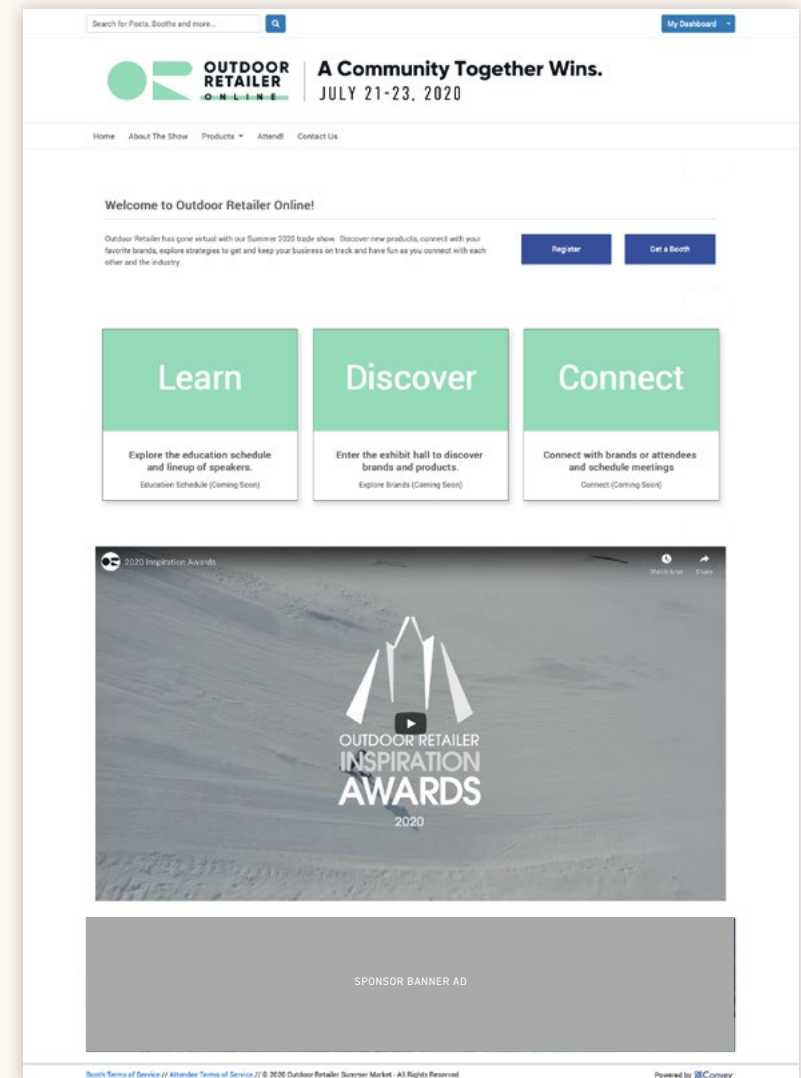 Search for Posts, Booths and more...
My Dashboard
OUTDOOR
RETAILER
ONLINE
A Community Together Wins.
JULY 21-23, 2020
Home About The Show Products Attend! Contact Us
Welcome to Outdoor Retailer Online!
Outdoor Retailer has gone virtual with our Summer 2020 trade show. Discover new products, connect with your
favorite brands, explore strategies to get and keep your business on track and have fun as you connect with each
other and the industry.
Register
Get a Booth
Learn
Explore the education schedule
and lineup of speakers.
Education Schedule (Coming Soon)
Discover
Enter the exhibit hall to discover
brands and products.
Explore Brands (Coming Soon)
Connect
Connect with brands or attendees
and schedule meetings
Connect (Coming Soon)
2020 Inspiration Awards
Watch later Share
OUTDOOR RETAILER
INSPIRATION
AWARDS
2020
SPONSOR BANNER AD
Booth Terms of Service // Attendee Terms of Service // © 2020 Outdoor Retailer Summer Market - All Rights Reserved
Powered by Convey